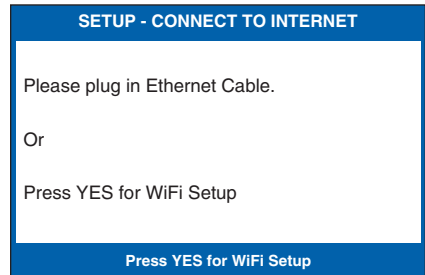 SETUP - CONNECT TO INTERNET
Please plug in Ethernet Cable.
Or
Press YES for WiFi Setup
Press YES for WiFi Setup